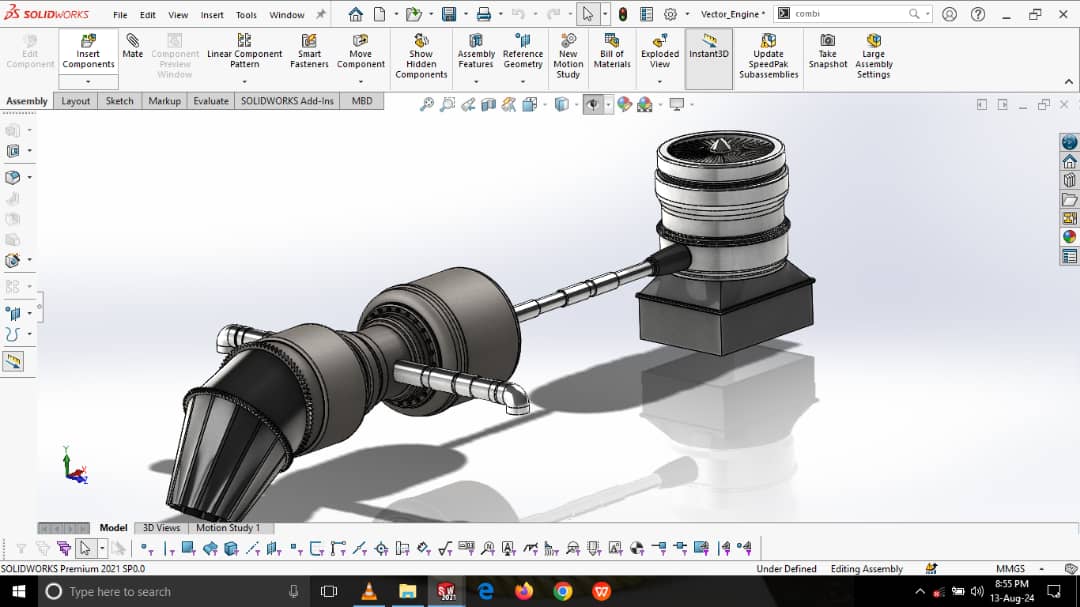 SOLIDWORKS File Edit View Insert Tools Window Vector_Engine * combi
Edit Component
Insert Components
Mate
Component Preview Window
Linear Component Pattern
Smart Fasteners
Move Component
Show Hidden Components
Assembly Features
Reference Geometry
New Motion Study
Bill of Materials
Exploded View
Instant3D
Update SpeedPak Subassemblies
Take Snapshot
Large Assembly Settings
Assembly Layout Sketch Markup Evaluate SOLIDWORKS Add-Ins MBD
Y
X
Z
Model 3D Views Motion Study 1
SOLIDWORKS Premium 2021 SP0.0 Under Defined Editing Assembly MMGS
Type here to search
SW
2021
8:55 PM
13-Aug-24